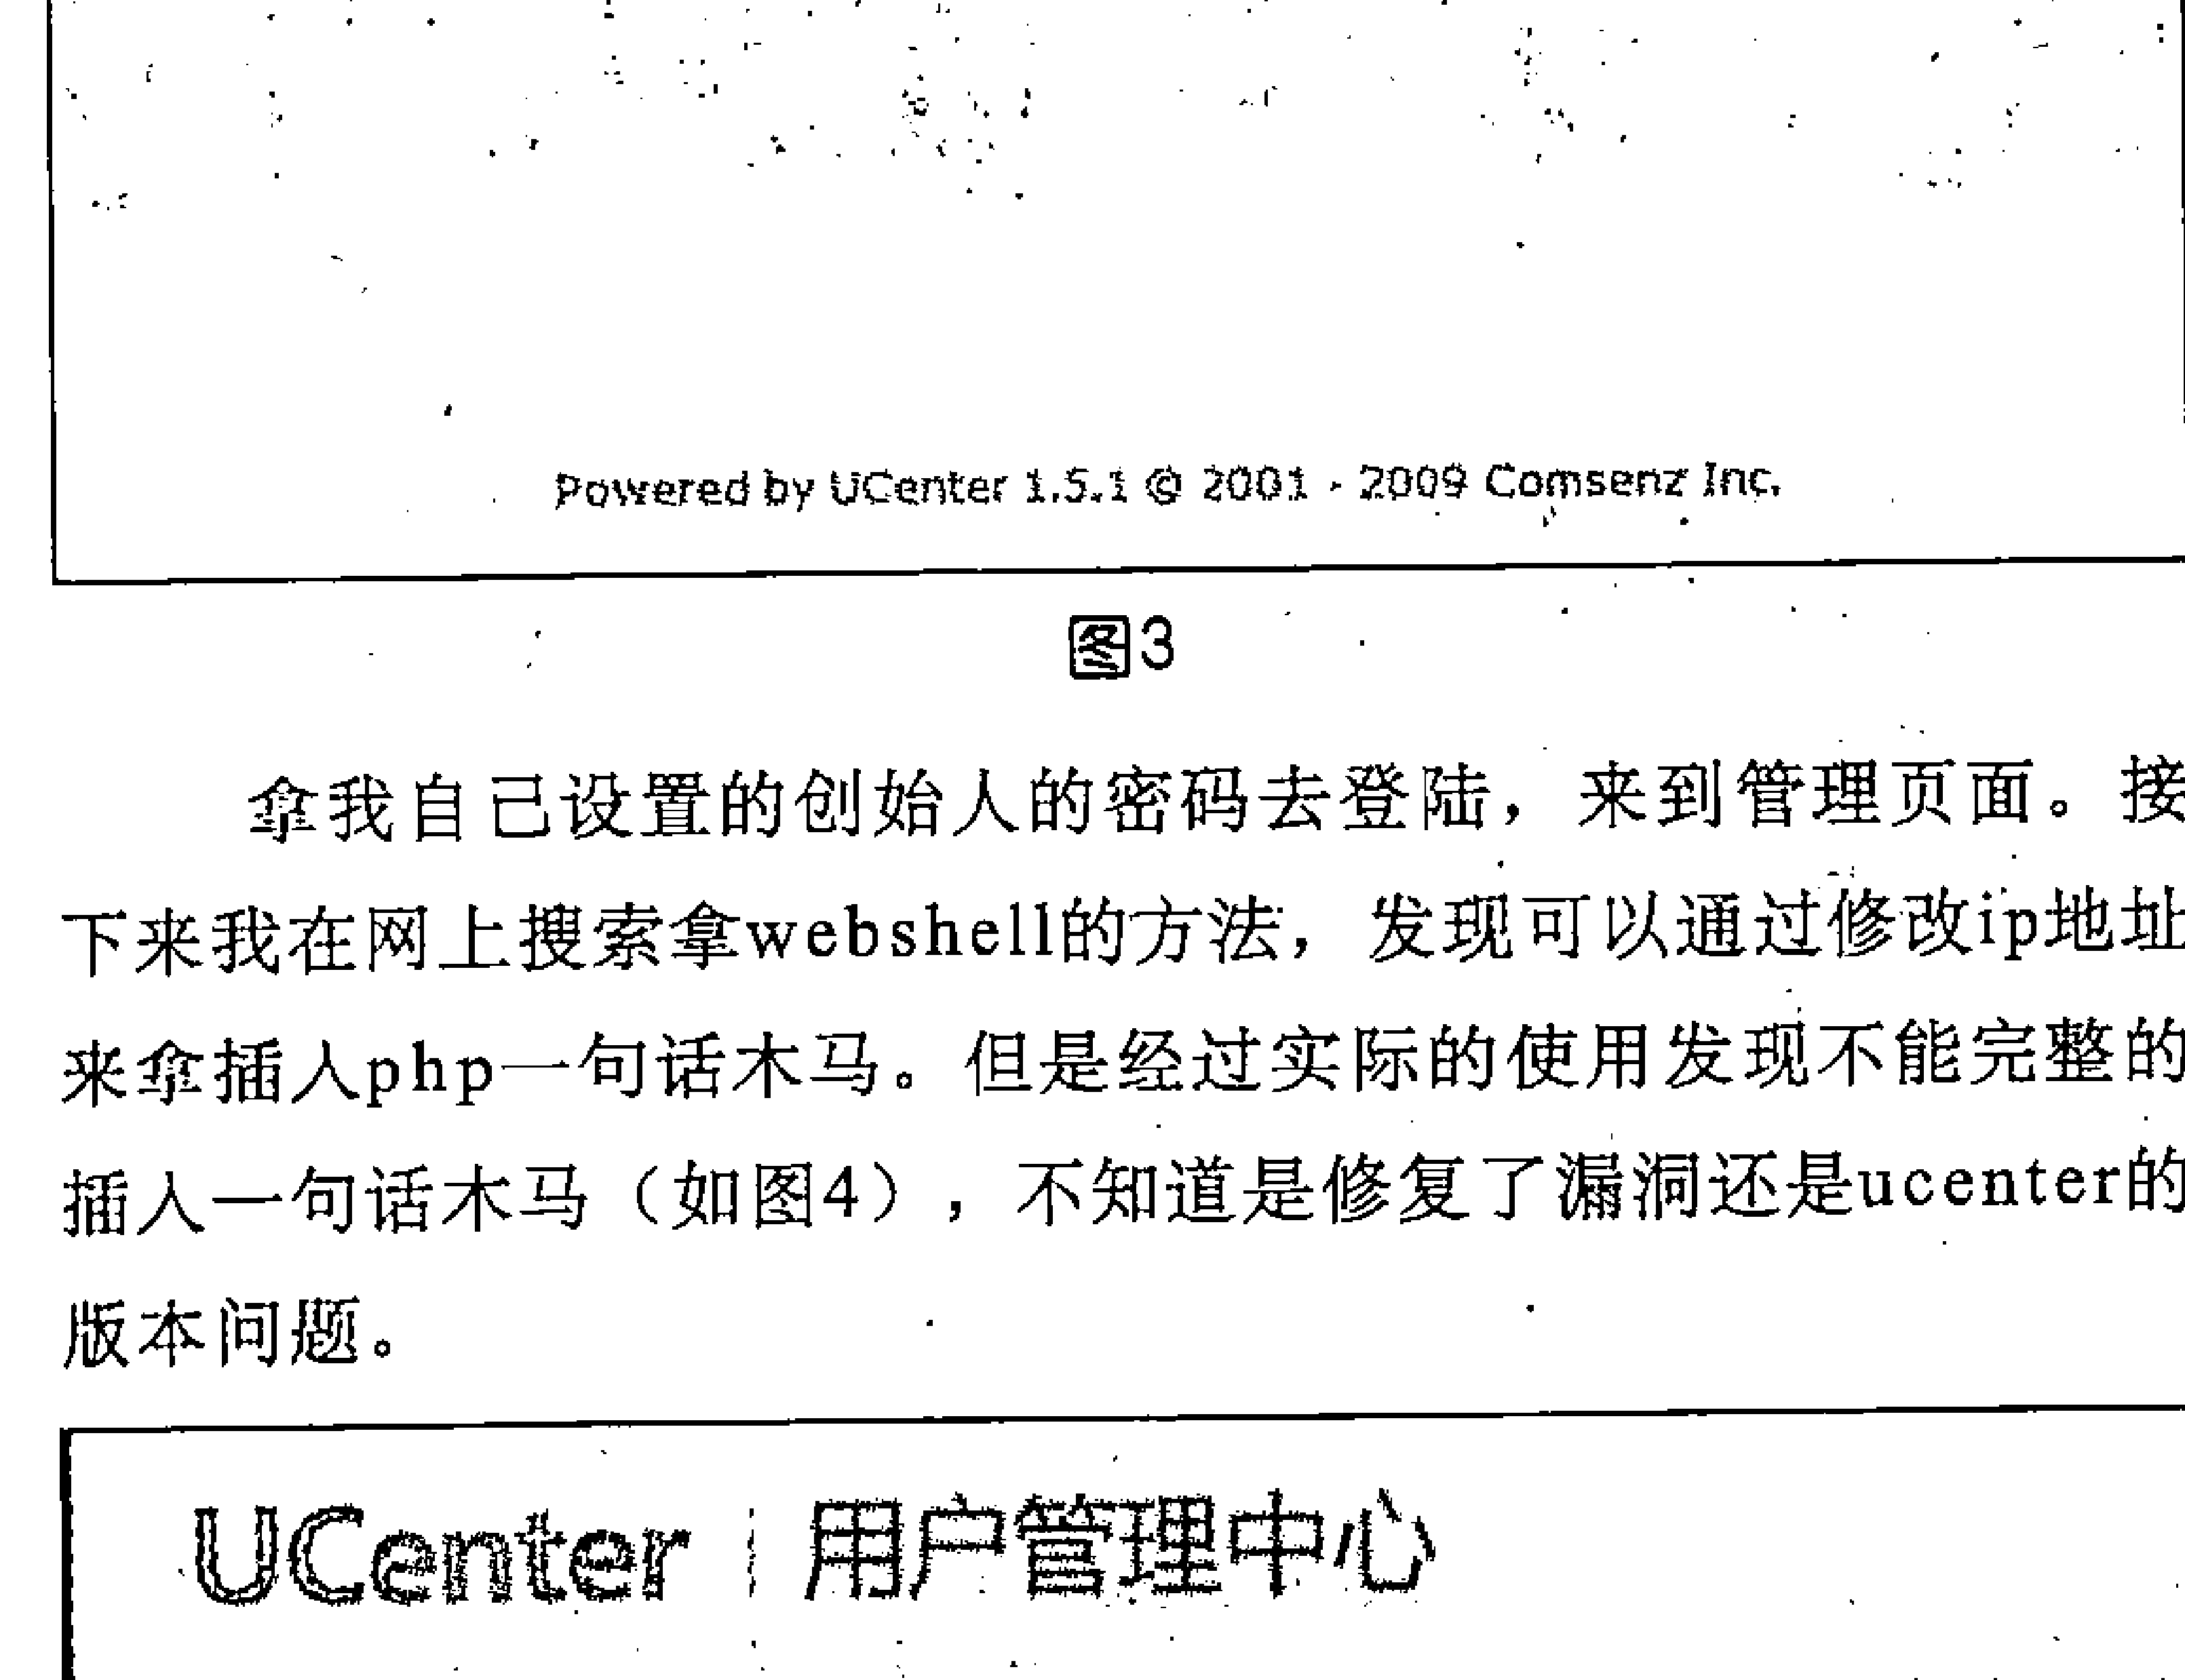 Powered by UCenter 1.5.1 © 2001 - 2009 Comsenz Inc.
图3
拿我自己设置的创始人的密码去登陆，来到管理页面。接
下来我在网上搜索拿webshell的方法，发现可以通过修改ip地址
来拿插入php一句话木马。但是经过实际的使用发现不能完整的
插入一句话木马（如图4），不知道是修复了漏洞还是ucenter的
版本问题。
UCenter | 用户管理中心